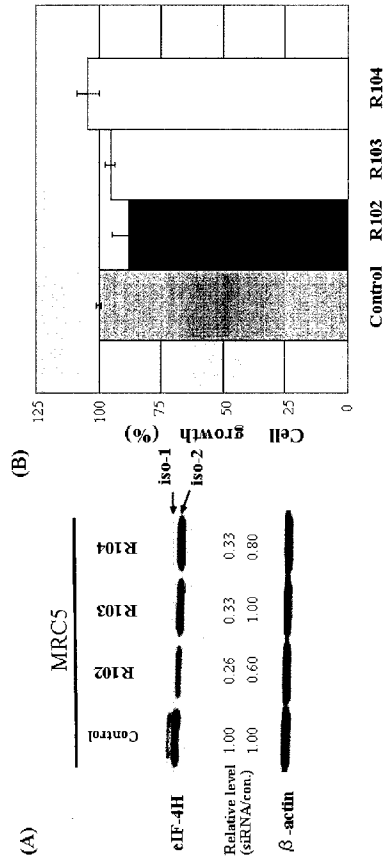 (A)
MRC5
Control
R102
R103
R104
eIF-4H
iso-1
iso-2
Relative level 1.00 0.26 0.33 0.33
(siRNA/con.) 1.00 0.60 1.00 0.80
β-actin
(B)
Cell growth (%)
125
100
75
50
25
0
Control
R102
R103
R104